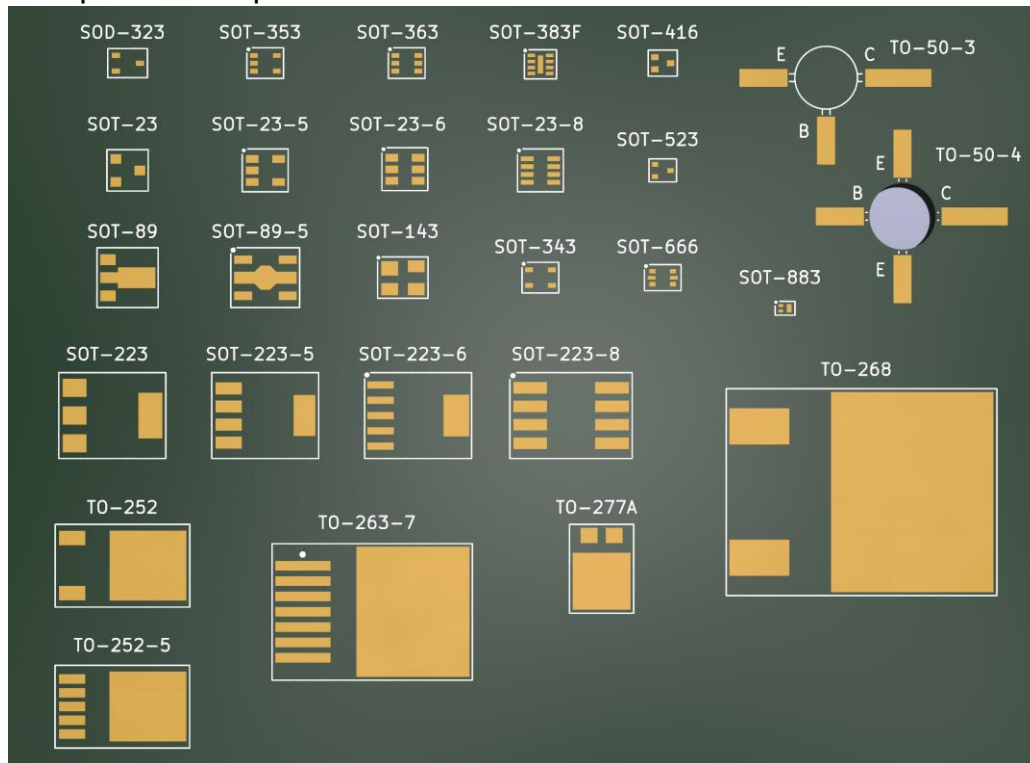 SOD-323 SOT-353 SOT-363 SOT-383F SOT-416
E C TO-50-3
B
SOT-23 SOT-23-5 SOT-23-6 SOT-23-8 SOT-523
E TO-50-4
B C
E
SOT-89 SOT-89-5 SOT-143 SOT-343 SOT-666
SOT-883
SOT-223 SOT-223-5 SOT-223-6 SOT-223-8
TO-268
TO-252
TO-263-7
TO-277A
TO-252-5